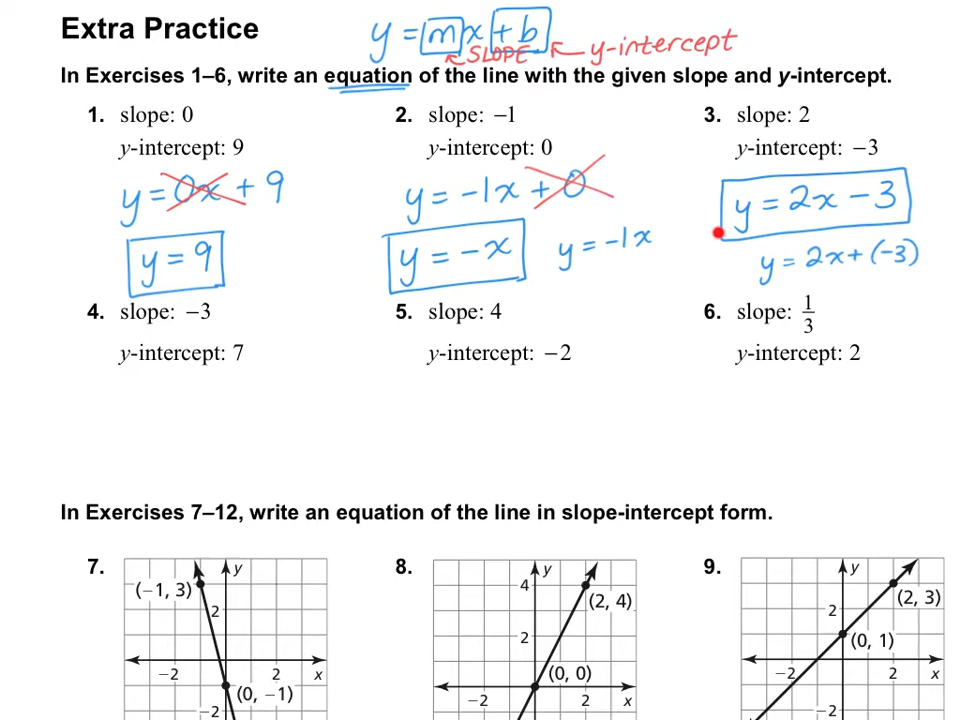 Extra Practice
y = mx + b
SLOPE y-intercept
In Exercises 1–6, write an equation of the line with the given slope and y-intercept.
1. slope: 0
y-intercept: 9
y = 0x + 9
y = 9
2. slope: −1
y-intercept: 0
y = -1x + 0
y = -x
y = -1x
3. slope: 2
y-intercept: −3
y = 2x - 3
y = 2x + (-3)
4. slope: −3
y-intercept: 7
5. slope: 4
y-intercept: −2
6. slope: 1/3
y-intercept: 2
In Exercises 7–12, write an equation of the line in slope-intercept form.
7.
y
(−1, 3)
2
−2 2 x
(0, −1)
−2
8.
y
4
(2, 4)
2
(0, 0)
−2 2 x
9.
y
(2, 3)
2
(0, 1)
−2 2 x
−2